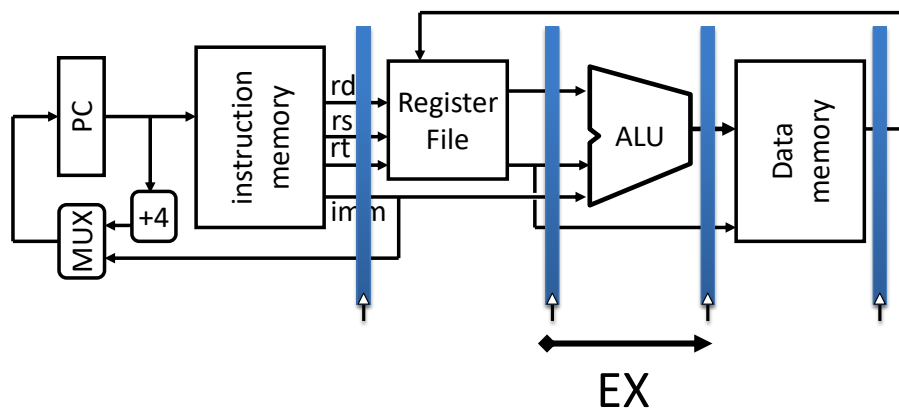 PC
+4
MUX
instruction
memory
rd
rs
rt
imm
Register
File
ALU
Data
memory
EX